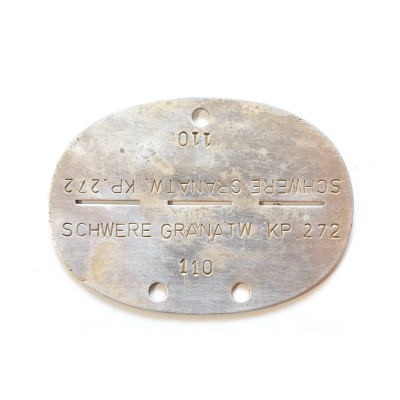 110
SCHWERE GRANATW. KP.272
SCHWERE GRANATW KP.272
110